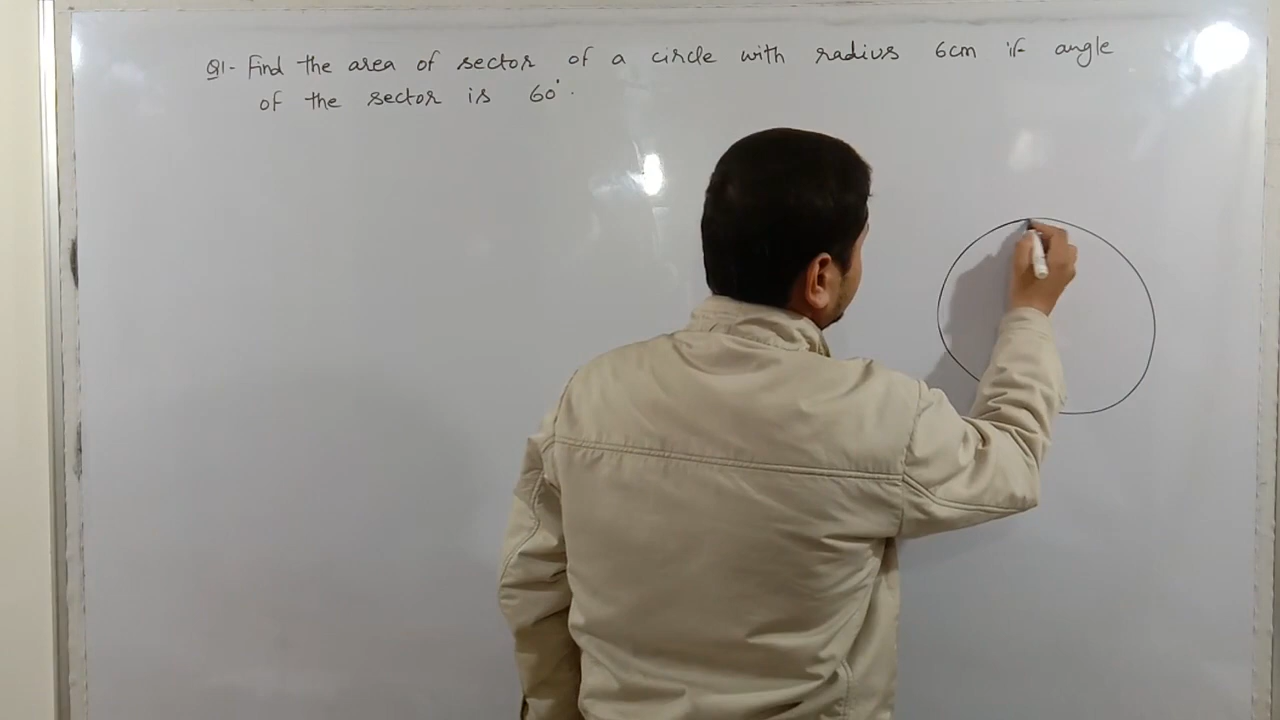 Q1- Find the area of sector of a circle with radius 6cm if angle
of the sector is 60°.